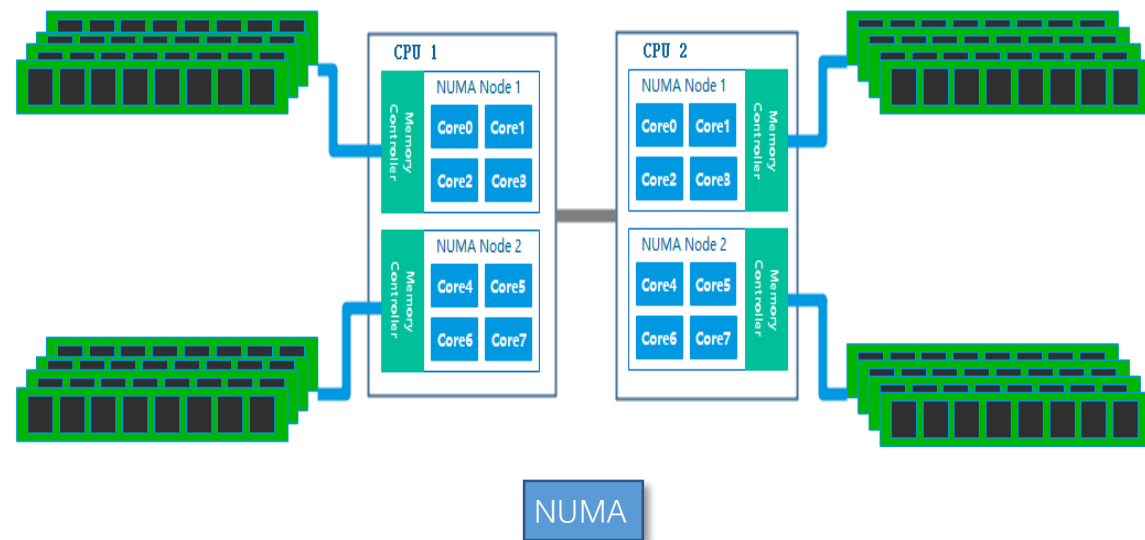 CPU 1
Memory Controller
NUMA Node 1
Core0 Core1
Core2 Core3
Memory Controller
NUMA Node 2
Core4 Core5
Core6 Core7
CPU 2
NUMA Node 1
Core0 Core1
Core2 Core3
Memory Controller
NUMA Node 2
Core4 Core5
Core6 Core7
Memory Controller
NUMA